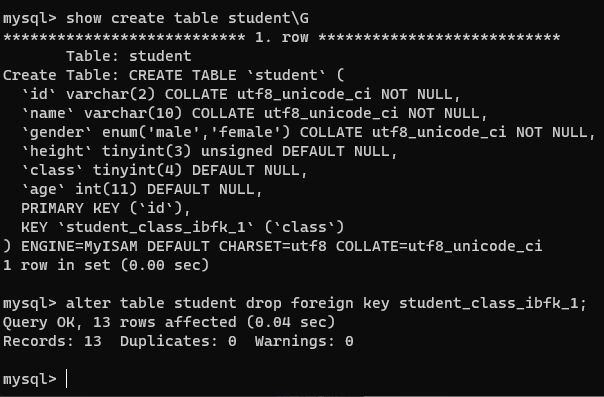 mysql> show create table student\G
*************************** 1. row ***************************
       Table: student
Create Table: CREATE TABLE `student` (
  `id` varchar(2) COLLATE utf8_unicode_ci NOT NULL,
  `name` varchar(10) COLLATE utf8_unicode_ci NOT NULL,
  `gender` enum('male','female') COLLATE utf8_unicode_ci NOT NULL,
  `height` tinyint(3) unsigned DEFAULT NULL,
  `class` tinyint(4) DEFAULT NULL,
  `age` int(11) DEFAULT NULL,
  PRIMARY KEY (`id`),
  KEY `student_class_ibfk_1` (`class`)
) ENGINE=MyISAM DEFAULT CHARSET=utf8 COLLATE=utf8_unicode_ci
1 row in set (0.00 sec)

mysql> alter table student drop foreign key student_class_ibfk_1;
Query OK, 13 rows affected (0.04 sec)
Records: 13  Duplicates: 0  Warnings: 0

mysql>